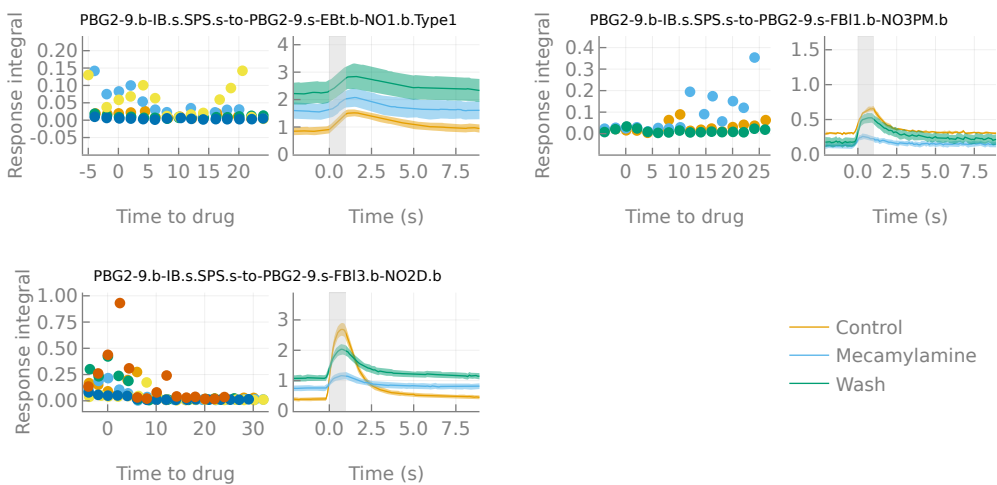 PBG2-9.b-IB.s.SPS.s-to-PBG2-9.s-EBt.b-NO1.b.Type1
Response integral
0.20
0.15
0.10
0.05
0.00
-0.05
-5 0 5 10 15 20
Time to drug
4
3
2
1
0
0.0 2.5 5.0 7.5
Time (s)
PBG2-9.b-IB.s.SPS.s-to-PBG2-9.s-FBl1.b-NO3PM.b
Response integral
0.4
0.3
0.2
0.1
0.0
0 5 10 15 20 25
Time to drug
1.5
1.0
0.5
0.0
0.0 2.5 5.0 7.5
Time (s)
PBG2-9.b-IB.s.SPS.s-to-PBG2-9.s-FBl3.b-NO2D.b
Response integral
1.00
0.75
0.50
0.25
0.00
0 10 20 30
Time to drug
3
2
1
0
0.0 2.5 5.0 7.5
Time (s)
Control
Mecamylamine
Wash